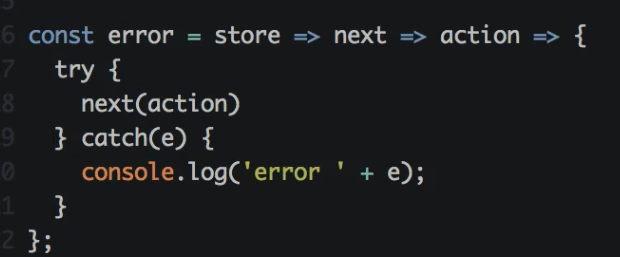 6 const error = store => next => action => {
7   try {
8     next(action)
9   } catch(e) {
0     console.log('error ' + e);
1   }
2 };